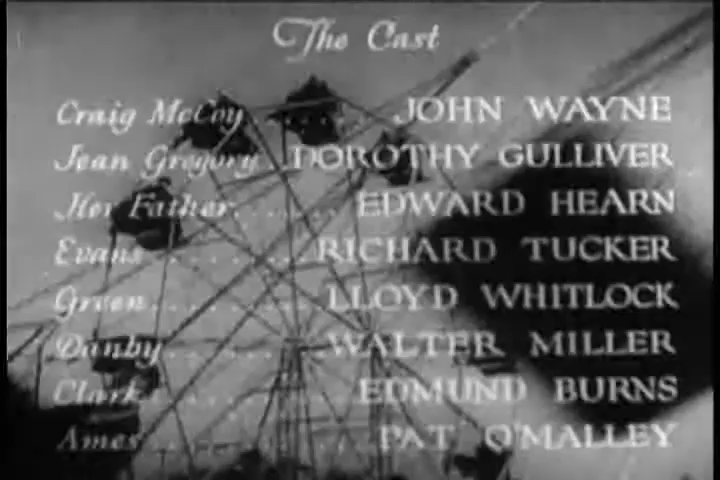 The Cast
Craig McCoy........JOHN WAYNE
Jean Gregory..DOROTHY GULLIVER
Her Father.......EDWARD HEARN
Evans..........RICHARD TUCKER
Green..........LLOYD WHITLOCK
Danby..........WALTER MILLER
Clark..........EDMUND BURNS
Ames............PAT O'MALLEY